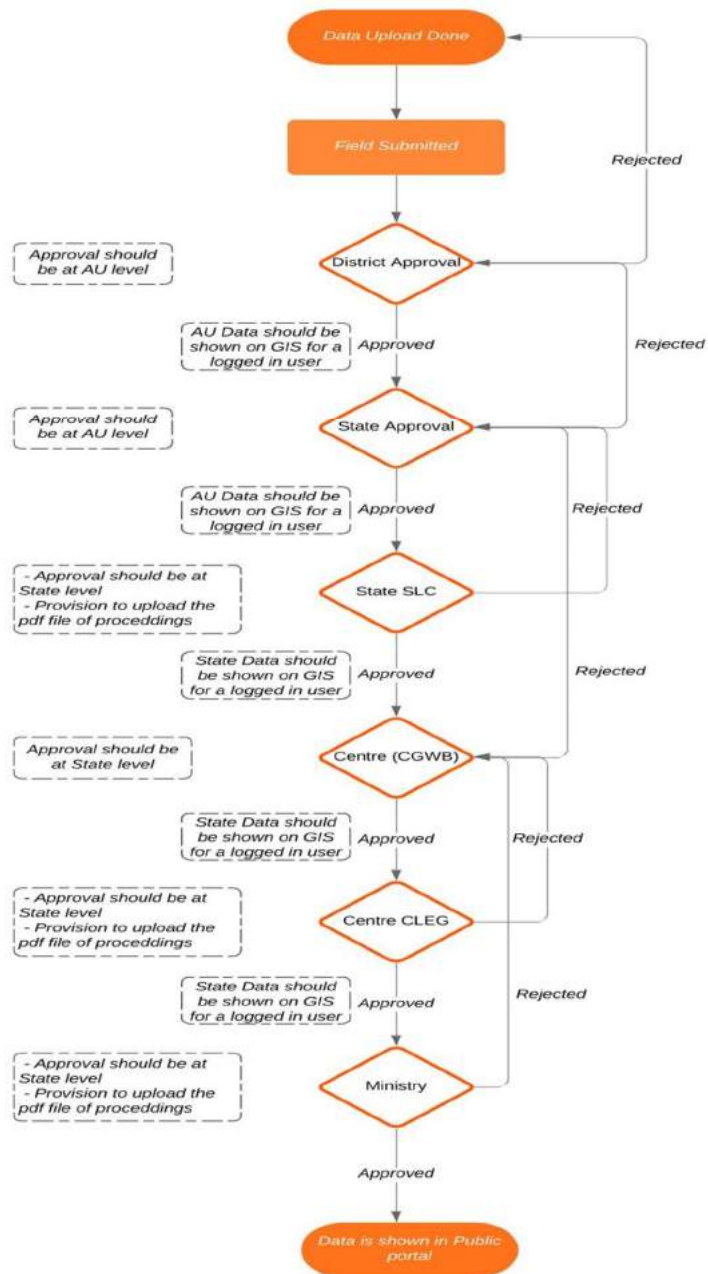 Data Upload Done
Field Submitted
Rejected
Approval should
be at AU level
District Approval
AU Data should be
shown on GIS for a
logged in user
Approved
Rejected
Approval should
be at AU level
State Approval
AU Data should be
shown on GIS for a
logged in user
Approved
Rejected
- Approval should be at
State level
- Provision to upload the
pdf file of proceddings
State SLC
State Data should
be shown on GIS
for a logged in user
Approved
Rejected
Approval should be
at State level
Centre (CGWB)
State Data should
be shown on GIS
for a logged in user
Approved
Rejected
- Approval should be at
State level
- Provision to upload the
pdf file of proceddings
Centre CLEG
State Data should
be shown on GIS
for a logged in user
Approved
Rejected
- Approval should be at
State level
- Provision to upload the
pdf file of proceddings
Ministry
Approved
Data is shown in Public
portal